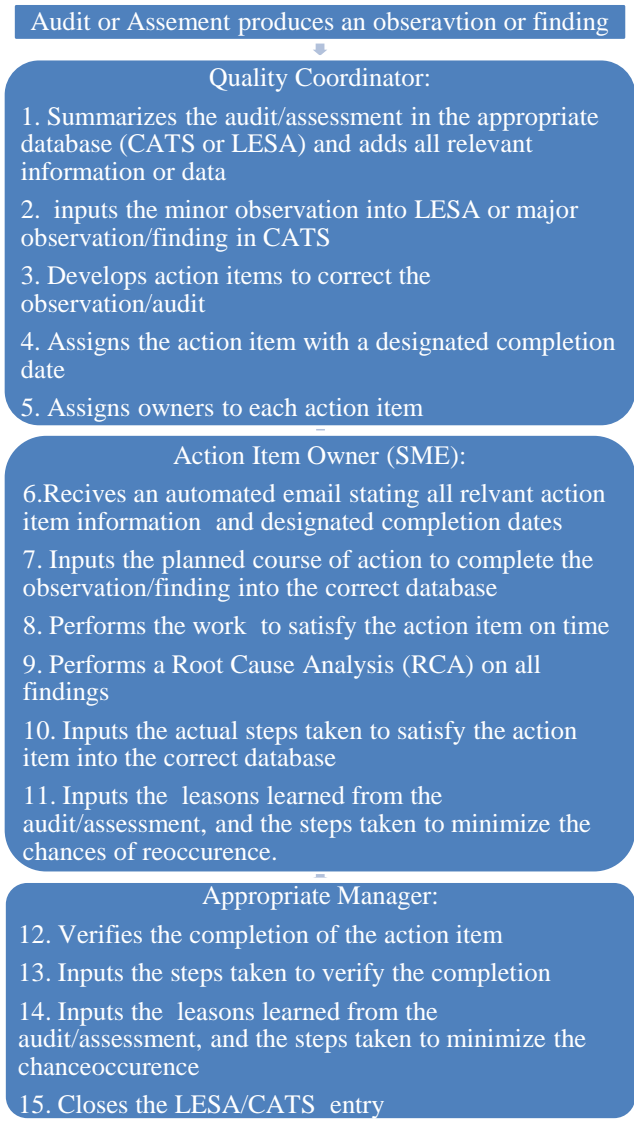 Audit or Assement produces an obseravtion or finding
Quality Coordinator:
1. Summarizes the audit/assessment in the appropriate
database (CATS or LESA) and adds all relevant
information or data
2.  inputs the minor observation into LESA or major
observation/finding in CATS
3. Develops action items to correct the
observation/audit
4. Assigns the action item with a designated completion
date
5. Assigns owners to each action item
Action Item Owner (SME):
6.Recives an automated email stating all relvant action
item information  and designated completion dates
7. Inputs the planned course of action to complete the
observation/finding into the correct database
8. Performs the work  to satisfy the action item on time
9. Performs a Root Cause Analysis (RCA) on all
findings
10. Inputs the actual steps taken to satisfy the action
item into the correct database
11. Inputs the  leasons learned from the
audit/assessment, and the steps taken to minimize the
chances of reoccurence.
Appropriate Manager:
12. Verifies the completion of the action item
13. Inputs the steps taken to verify the completion
14. Inputs the  leasons learned from the
audit/assessment, and the steps taken to minimize the
chanceoccurence
15. Closes the LESA/CATS  entry